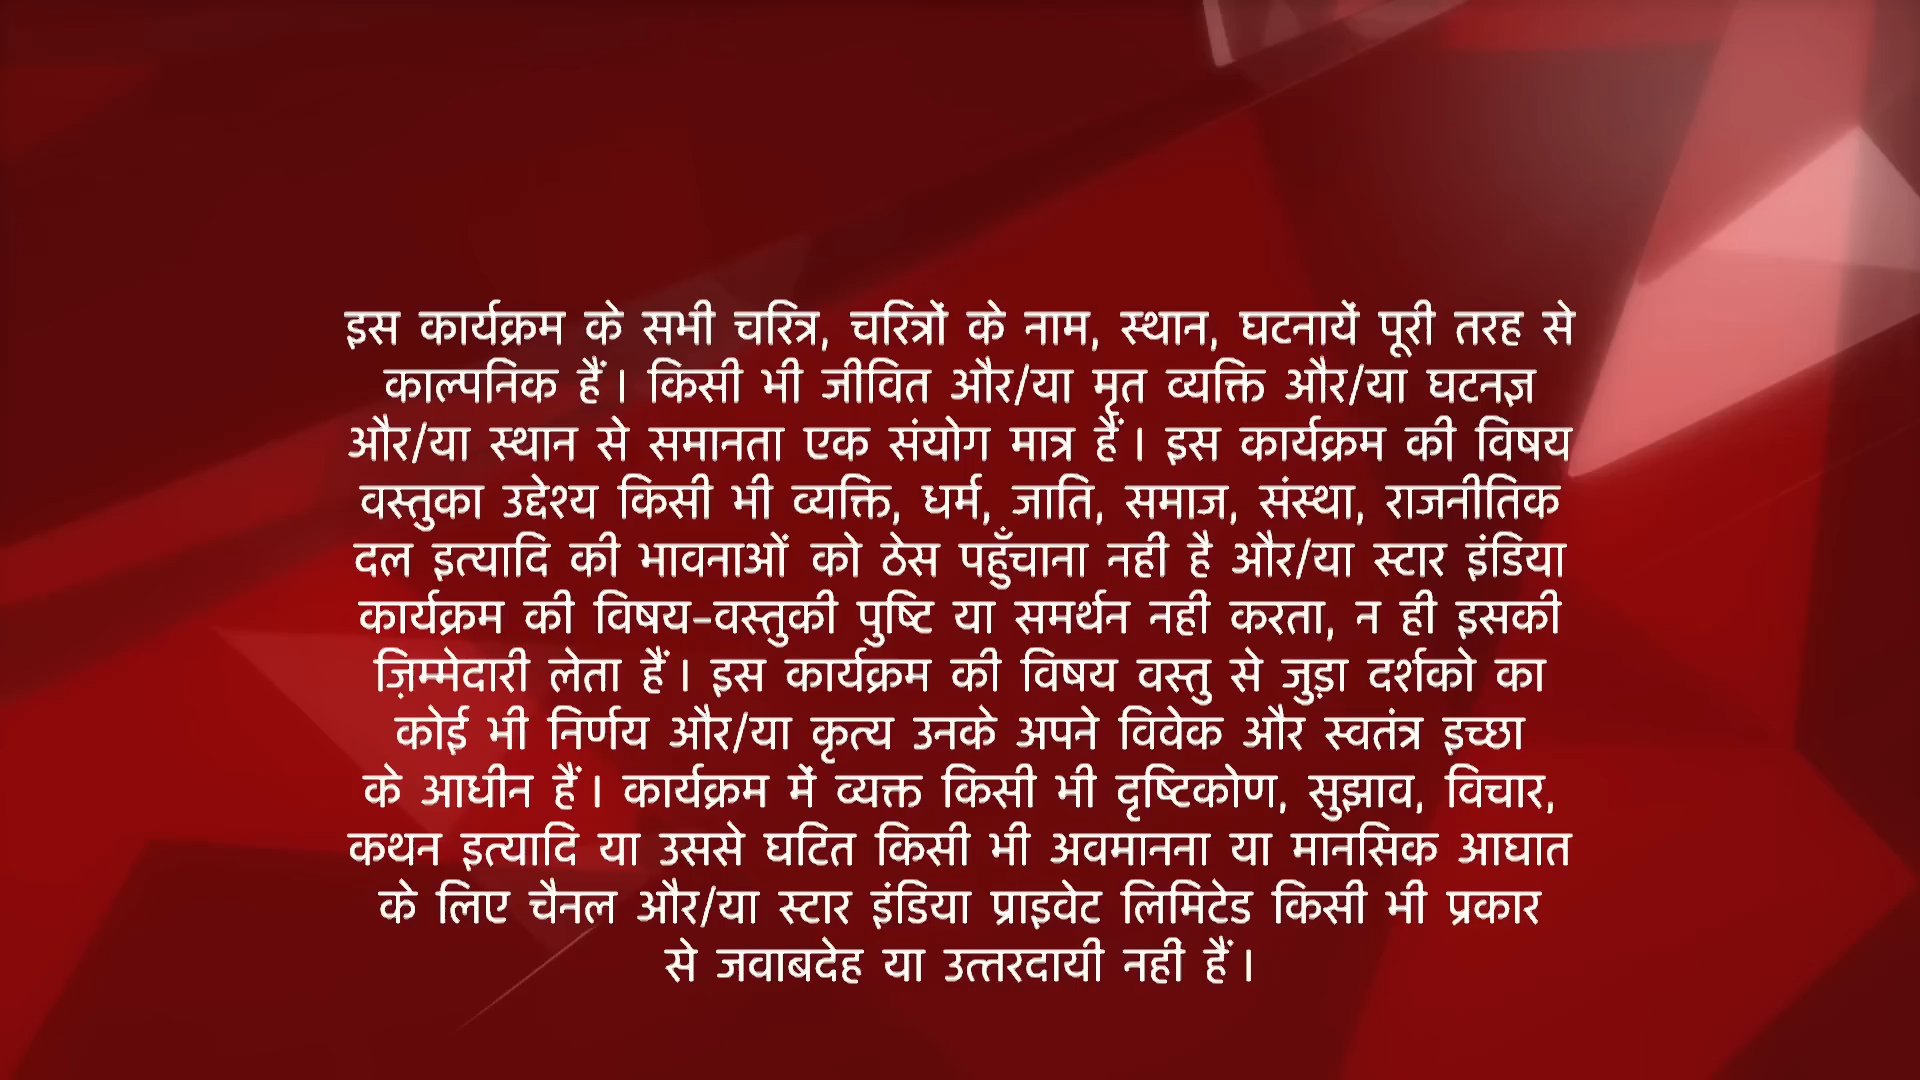 इस कार्यक्रम के सभी चरित्र, चरित्रों के नाम, स्थान, घटनायें पूरी तरह से
काल्पनिक हैं। किसी भी जीवित और/या मृत व्यक्ति और/या घटनज्ञ
और/या स्थान से समानता एक संयोग मात्र हैं। इस कार्यक्रम की विषय
वस्तुका उद्देश्य किसी भी व्यक्ति, धर्म, जाति, समाज, संस्था, राजनीतिक
दल इत्यादि की भावनाओं को ठेस पहुँचाना नही है और/या स्टार इंडिया
कार्यक्रम की विषय-वस्तुकी पुष्टि या समर्थन नही करता, न ही इसकी
ज़िम्मेदारी लेता हैं। इस कार्यक्रम की विषय वस्तु से जुड़ा दर्शको का
कोई भी निर्णय और/या कृत्य उनके अपने विवेक और स्वतंत्र इच्छा
के आधीन हैं। कार्यक्रम में व्यक्त किसी भी दृष्टिकोण, सुझाव, विचार,
कथन इत्यादि या उससे घटित किसी भी अवमानना या मानसिक आघात
के लिए चैनल और/या स्टार इंडिया प्राइवेट लिमिटेड किसी भी प्रकार
से जवाबदेह या उत्तरदायी नही हैं।